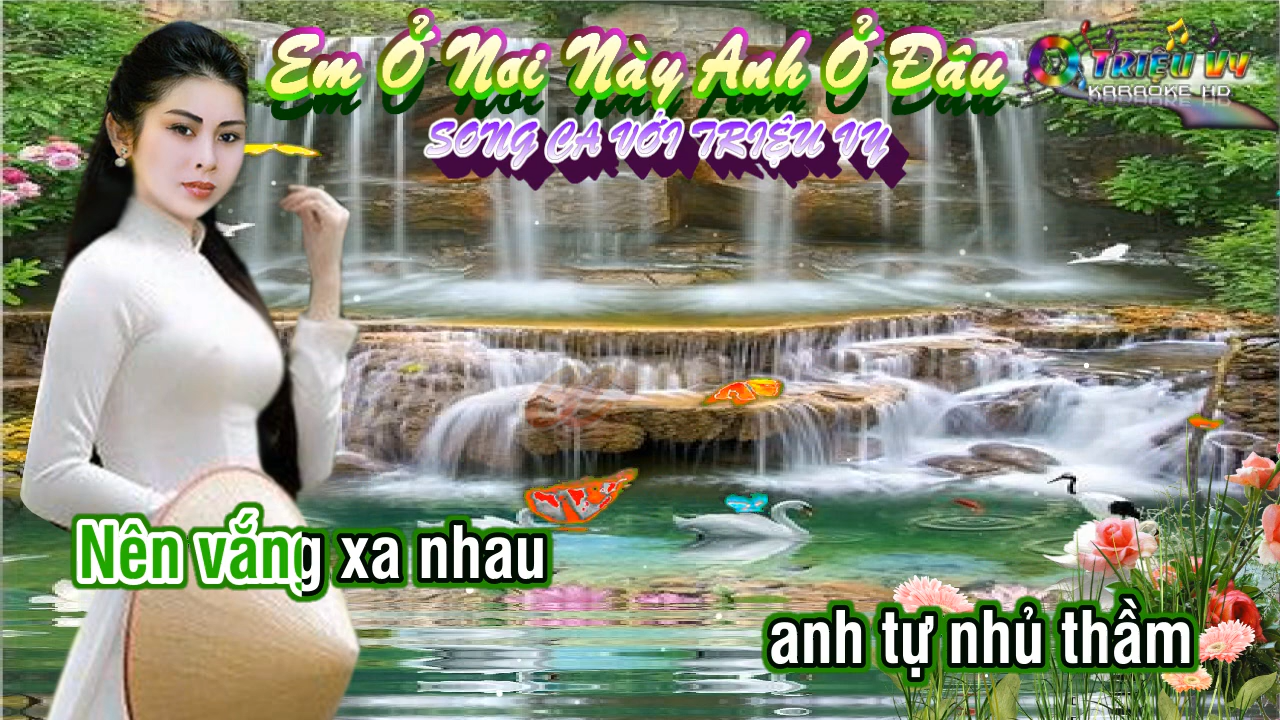 Em Ở Nơi Này Anh Ở Đâu
TRIỆU VY
KARAOKE HD
SONG CA VỚI TRIỆU VY
Nên vắng xa nhau
anh tự nhủ thầm